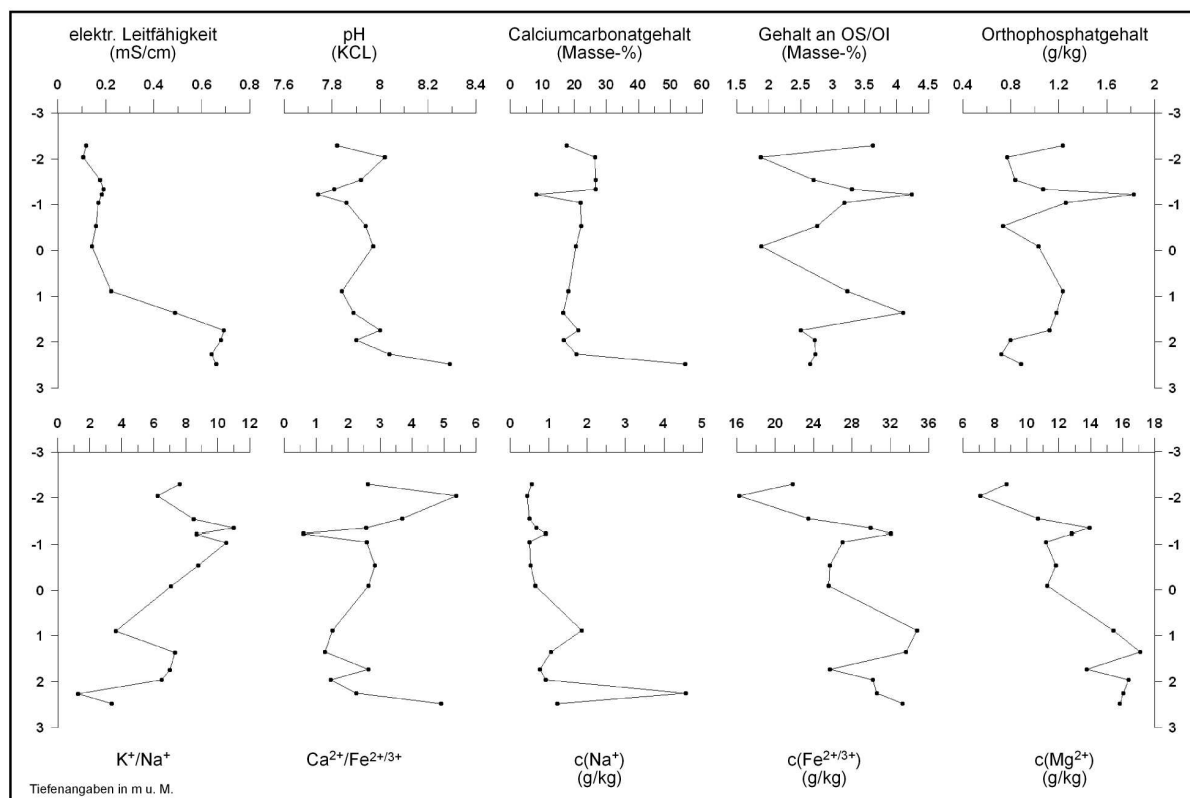 elektr. Leitfähigkeit pH Calciumcarbonatgehalt Gehalt an OS/OI Orthophosphatgehalt
(mS/cm) (KCL) (Masse-%) (Masse-%) (g/kg)
0 0.2 0.4 0.6 0.8 7.6 7.8 8 8.2 8.4 0 10 20 30 40 50 60 1.5 2 2.5 3 3.5 4 4.5 0.4 0.8 1.2 1.6 2
-3 -3
-2 -2
-1 -1
0 0
1 1
2 2
3 3
0 2 4 6 8 10 12 0 1 2 3 4 5 6 0 1 2 3 4 5 6 16 20 24 28 32 36 6 8 10 12 14 16 18
-3 -3
-2 -2
-1 -1
0 0
1 1
2 2
3 3
K⁺/Na⁺ Ca²⁺/Fe²⁺/³⁺ c(Na⁺) c(Fe²⁺/³⁺) c(Mg²⁺)
(g/kg) (g/kg) (g/kg)
Tiefenangaben in m u. M.